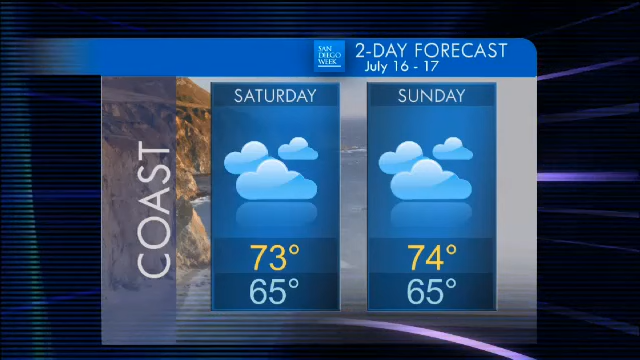 SAN
DIEGO
WEEK
2-DAY FORECAST
July 16 - 17
COAST
SATURDAY
73°
65°
SUNDAY
74°
65°